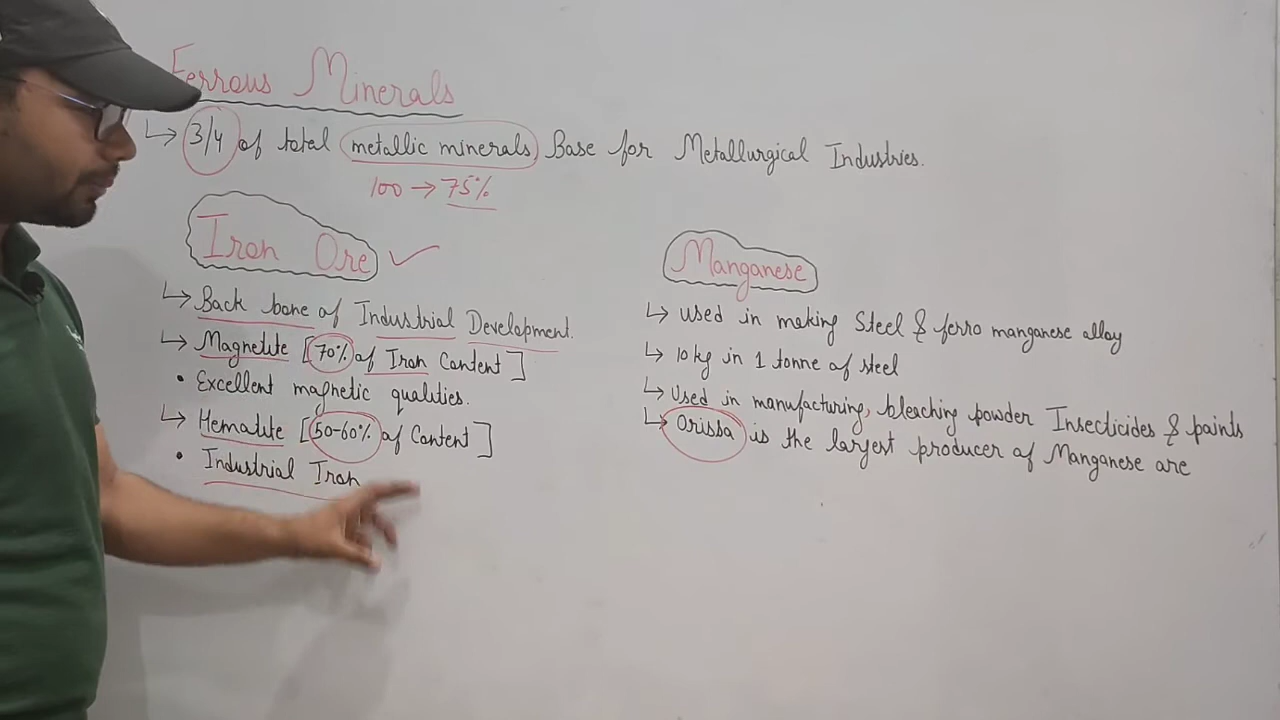 Ferrous Minerals
↳ 3/4 of total metallic minerals Base for Metallurgical Industries.
100 → 75%
Iron Ore ✓
↳ Back bone of Industrial Development.
↳ Magnetite [70% of Iron Content]
• Excellent magnetic qualities.
↳ Hematite [50-60% of Content]
• Industrial Iron
Manganese
↳ used in making Steel & ferro manganese alloy
↳ 10 kg in 1 tonne of steel
↳ Used in manufacturing, bleaching powder Insecticides & paints
↳ Orissa is the largest producer of Manganese are